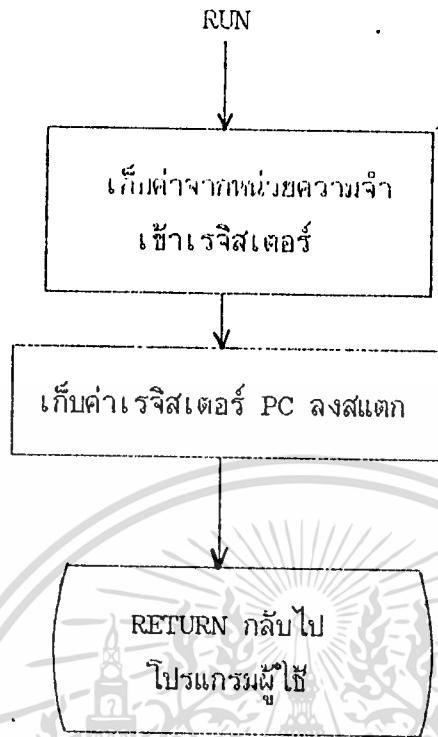 RUN
เก็บค่าจากหน่วยความจำ
เข้าเรจิสเตอร์
เก็บค่าเรจิสเตอร์ PC ลงสแตก
RETURN กลับไป
โปรแกรมผู้ใช้